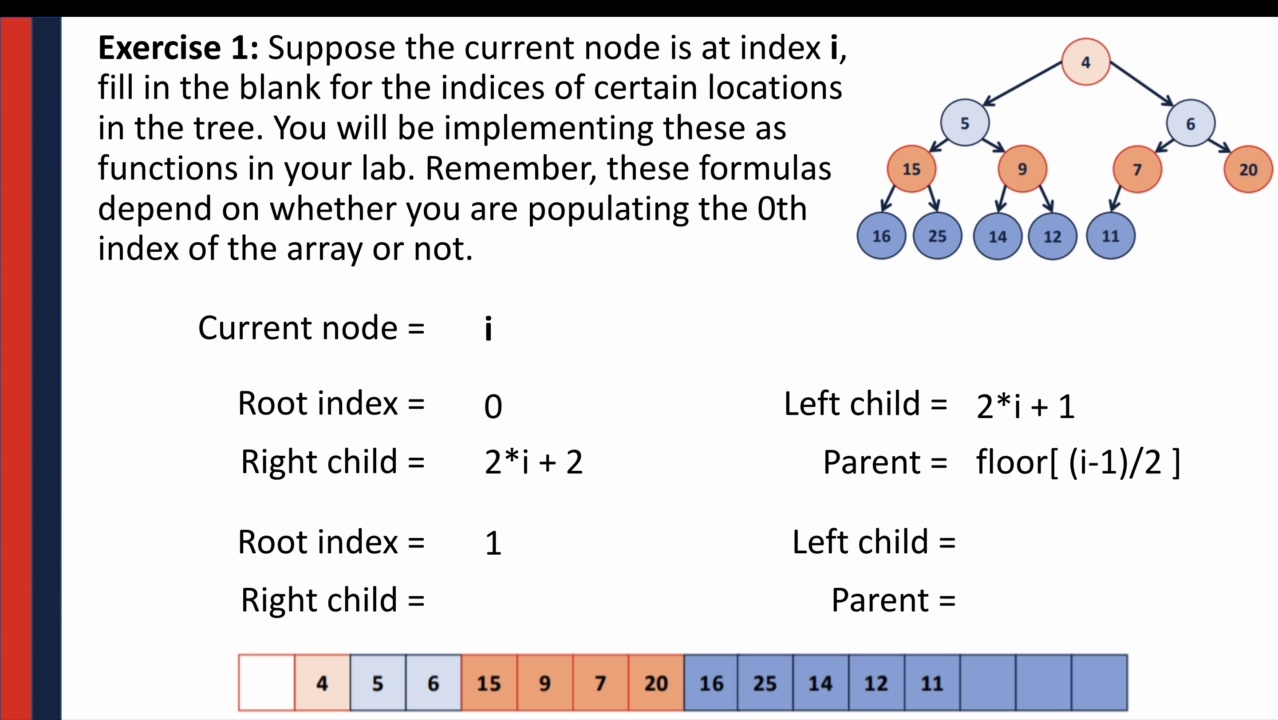 Exercise 1: Suppose the current node is at index i,
fill in the blank for the indices of certain locations
in the tree. You will be implementing these as
functions in your lab. Remember, these formulas
depend on whether you are populating the 0th
index of the array or not.
4
5 6
15 9 7 20
16 25 14 12 11
Current node = i
Root index = 0 Left child = 2*i + 1
Right child = 2*i + 2 Parent = floor[ (i-1)/2 ]
Root index = 1 Left child =
Right child = Parent =
4 5 6 15 9 7 20 16 25 14 12 11